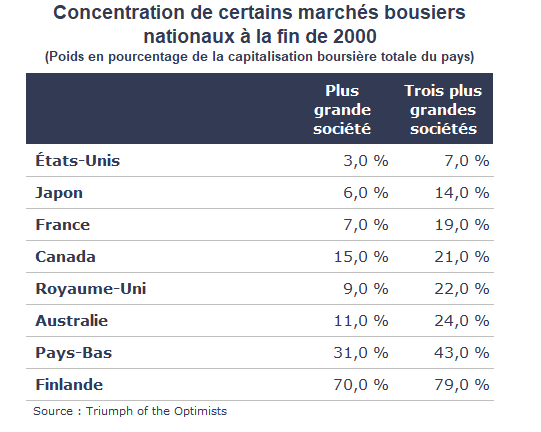 Concentration de certains marchés bousiers
nationaux à la fin de 2000
(Poids en pourcentage de la capitalisation boursière totale du pays)
Plus grande société Trois plus grandes sociétés
États-Unis 3,0 % 7,0 %
Japon 6,0 % 14,0 %
France 7,0 % 19,0 %
Canada 15,0 % 21,0 %
Royaume-Uni 9,0 % 22,0 %
Australie 11,0 % 24,0 %
Pays-Bas 31,0 % 43,0 %
Finlande 70,0 % 79,0 %
Source : Triumph of the Optimists